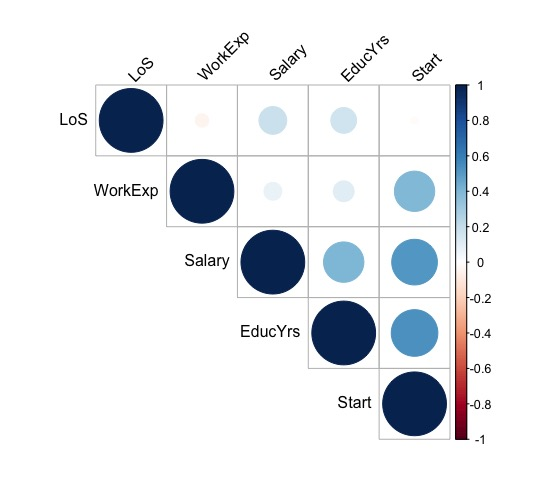 LoS
WorkExp
Salary
EducYrs
Start
LoS
WorkExp
Salary
EducYrs
Start
1
0.8
0.6
0.4
0.2
0
-0.2
-0.4
-0.6
-0.8
-1